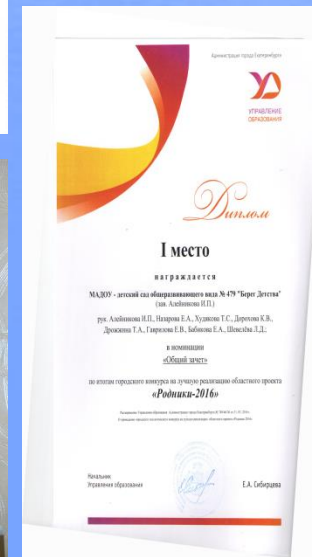 Администрация города Екатеринбурга
УПРАВЛЕНИЕ
ОБРАЗОВАНИЯ
Диплом
I место
награждается
МАДОУ - детский сад общеразвивающего вида № 479 "Берег Детства"
(зав. Алейникова И.П.)
рук. Алейникова И.П., Назарова Е.А., Худякова Т.С., Дерехова К.В.,
Дрожжина Т.А., Гаврилова Е.В., Бабикова Е.А., Шевелёва Л.Д.;
в номинации
«Общий зачет»
по итогам городского конкурса на лучшую реализацию областного проекта
«Родники-2016»
Начальник
Управления образования
Е.А. Сибирцева